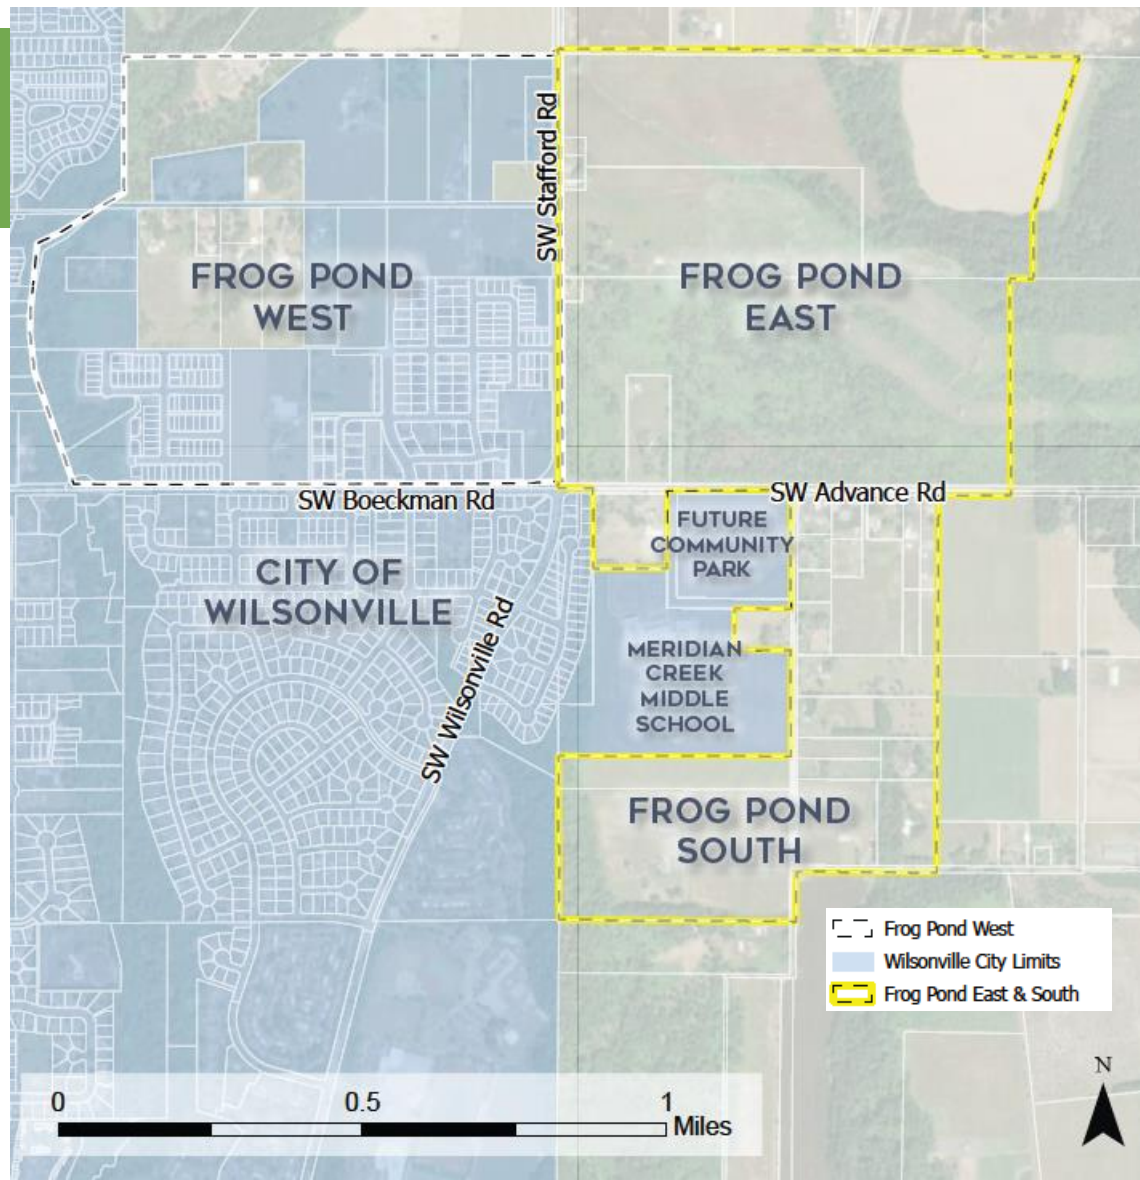 SW Stafford Rd
FROG POND
WEST
FROG POND
EAST
SW Boeckman Rd
SW Advance Rd
FUTURE
COMMUNITY
PARK
CITY OF
WILSONVILLE
SW Wilsonville Rd
MERIDIAN
CREEK
MIDDLE
SCHOOL
FROG POND
SOUTH
Frog Pond West
Wilsonville City Limits
Frog Pond East & South
N
0 0.5 1
Miles